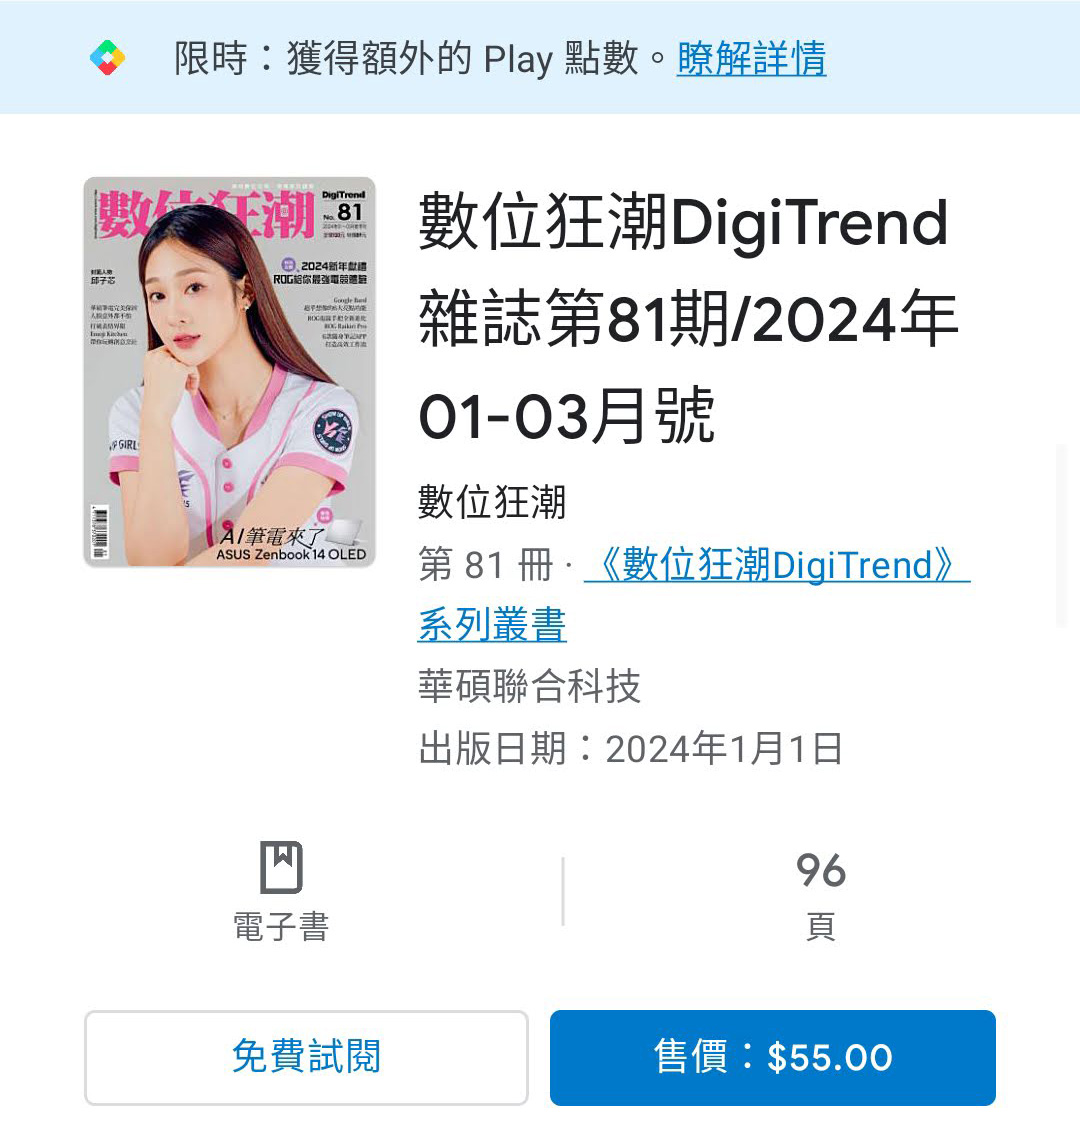 限時：獲得額外的 Play 點數。瞭解詳情
數位狂潮
DigiTrend
No. 81
封面人物
邱子芯
2024新年獻禮
ROG給你最強電競體驗
Google Bard
ROG Raikiri Pro
Emoji Kitchen
AI筆電來了
ASUS Zenbook 14 OLED
數位狂潮DigiTrend
雜誌第81期/2024年
01-03月號
數位狂潮
第 81 冊 · 《數位狂潮DigiTrend》
系列叢書
華碩聯合科技
出版日期：2024年1月1日
電子書
96
頁
免費試閱
售價：$55.00